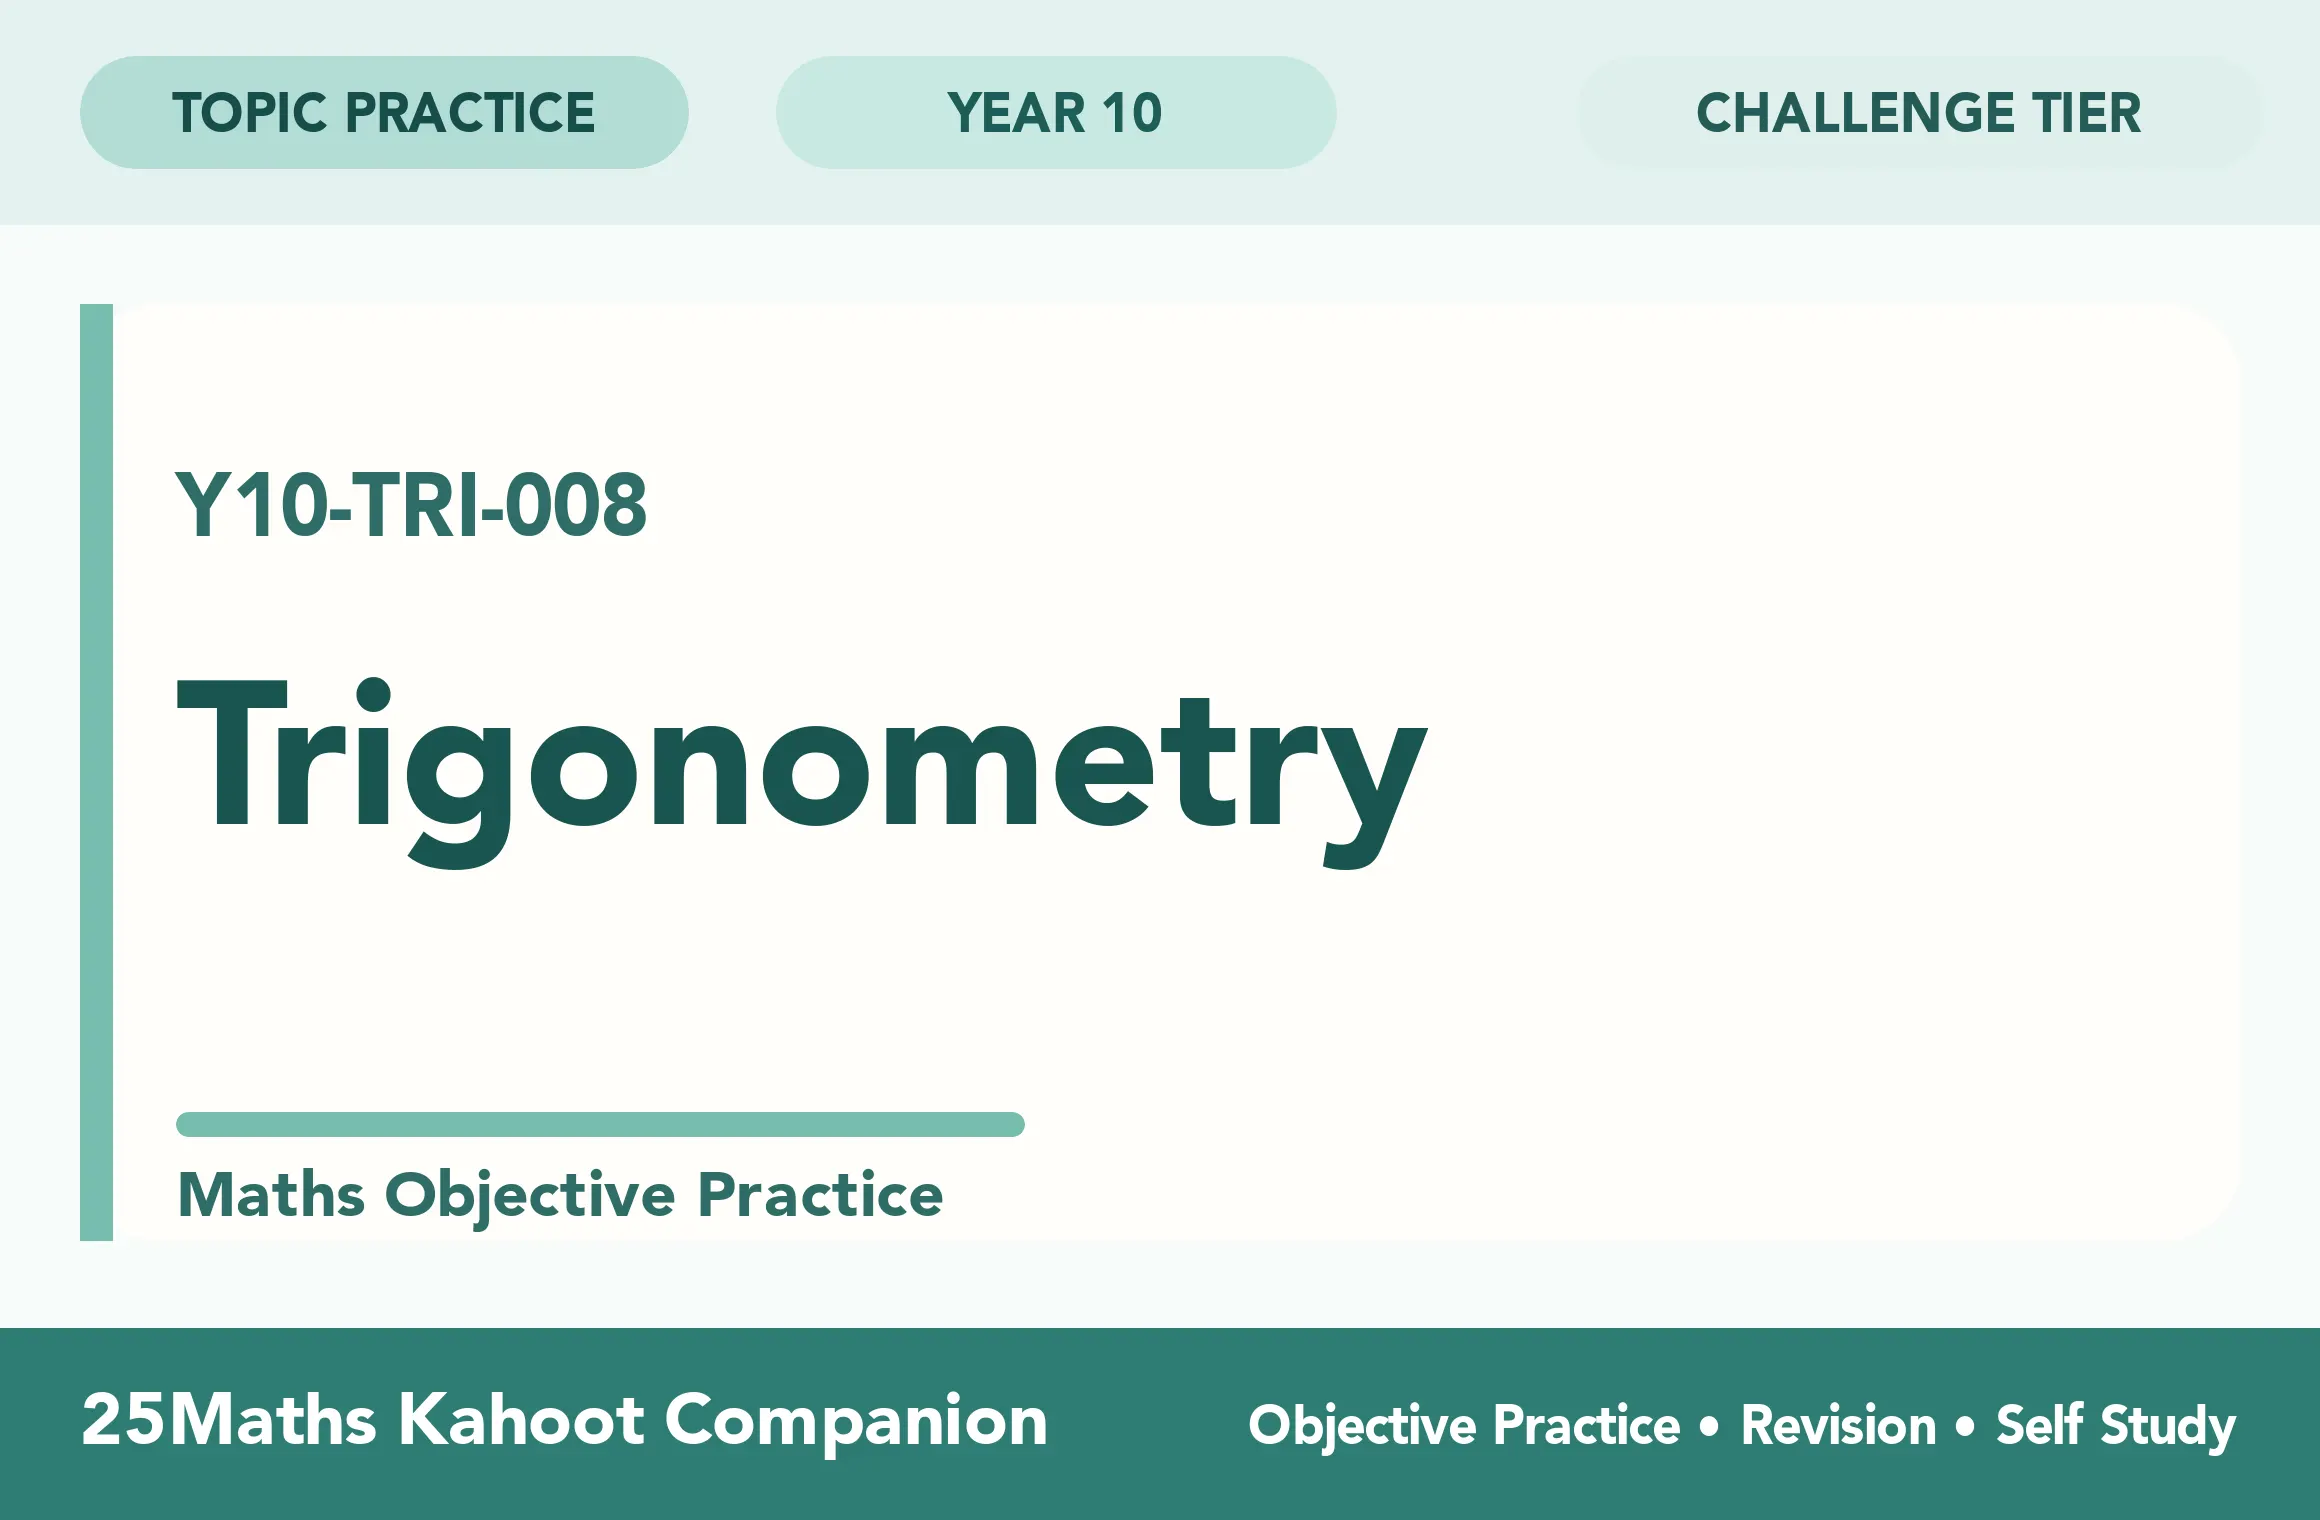 TOPIC PRACTICE
YEAR 10
CHALLENGE TIER
Y10-TRI-008
Trigonometry
Maths Objective Practice
25Maths Kahoot Companion
Objective Practice • Revision • Self Study